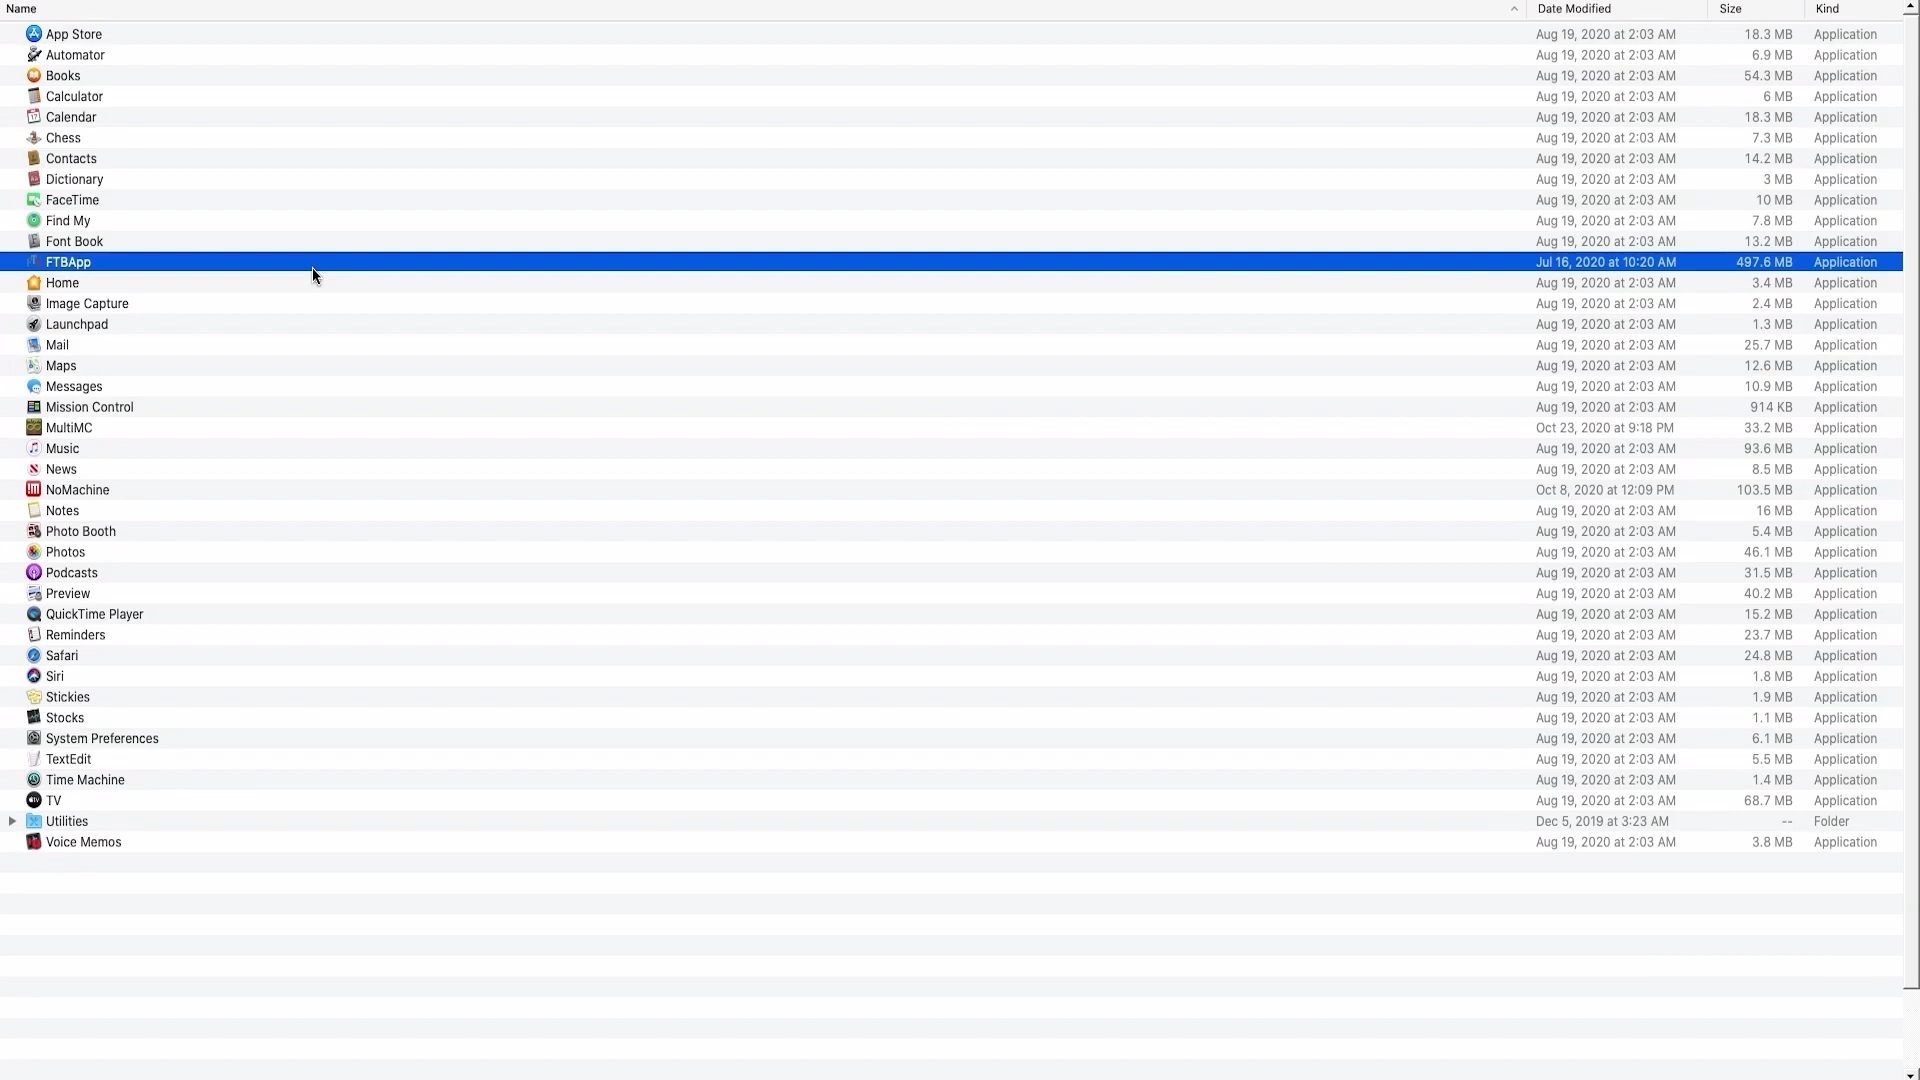 Name Date Modified Size Kind
App Store Aug 19, 2020 at 2:03 AM 18.3 MB Application
Automator Aug 19, 2020 at 2:03 AM 6.9 MB Application
Books Aug 19, 2020 at 2:03 AM 54.3 MB Application
Calculator Aug 19, 2020 at 2:03 AM 6 MB Application
Calendar Aug 19, 2020 at 2:03 AM 18.3 MB Application
Chess Aug 19, 2020 at 2:03 AM 7.3 MB Application
Contacts Aug 19, 2020 at 2:03 AM 14.2 MB Application
Dictionary Aug 19, 2020 at 2:03 AM 3 MB Application
FaceTime Aug 19, 2020 at 2:03 AM 10 MB Application
Find My Aug 19, 2020 at 2:03 AM 7.8 MB Application
Font Book Aug 19, 2020 at 2:03 AM 13.2 MB Application
FTBApp Jul 16, 2020 at 10:20 AM 497.6 MB Application
Home Aug 19, 2020 at 2:03 AM 3.4 MB Application
Image Capture Aug 19, 2020 at 2:03 AM 2.4 MB Application
Launchpad Aug 19, 2020 at 2:03 AM 1.3 MB Application
Mail Aug 19, 2020 at 2:03 AM 25.7 MB Application
Maps Aug 19, 2020 at 2:03 AM 12.6 MB Application
Messages Aug 19, 2020 at 2:03 AM 10.9 MB Application
Mission Control Aug 19, 2020 at 2:03 AM 914 KB Application
MultiMC Oct 23, 2020 at 9:18 PM 33.2 MB Application
Music Aug 19, 2020 at 2:03 AM 93.6 MB Application
News Aug 19, 2020 at 2:03 AM 8.5 MB Application
NoMachine Oct 8, 2020 at 12:09 PM 103.5 MB Application
Notes Aug 19, 2020 at 2:03 AM 16 MB Application
Photo Booth Aug 19, 2020 at 2:03 AM 5.4 MB Application
Photos Aug 19, 2020 at 2:03 AM 46.1 MB Application
Podcasts Aug 19, 2020 at 2:03 AM 31.5 MB Application
Preview Aug 19, 2020 at 2:03 AM 40.2 MB Application
QuickTime Player Aug 19, 2020 at 2:03 AM 15.2 MB Application
Reminders Aug 19, 2020 at 2:03 AM 23.7 MB Application
Safari Aug 19, 2020 at 2:03 AM 24.8 MB Application
Siri Aug 19, 2020 at 2:03 AM 1.8 MB Application
Stickies Aug 19, 2020 at 2:03 AM 1.9 MB Application
Stocks Aug 19, 2020 at 2:03 AM 1.1 MB Application
System Preferences Aug 19, 2020 at 2:03 AM 6.1 MB Application
TextEdit Aug 19, 2020 at 2:03 AM 5.5 MB Application
Time Machine Aug 19, 2020 at 2:03 AM 1.4 MB Application
TV Aug 19, 2020 at 2:03 AM 68.7 MB Application
Utilities Dec 5, 2019 at 3:23 AM -- Folder
Voice Memos Aug 19, 2020 at 2:03 AM 3.8 MB Application